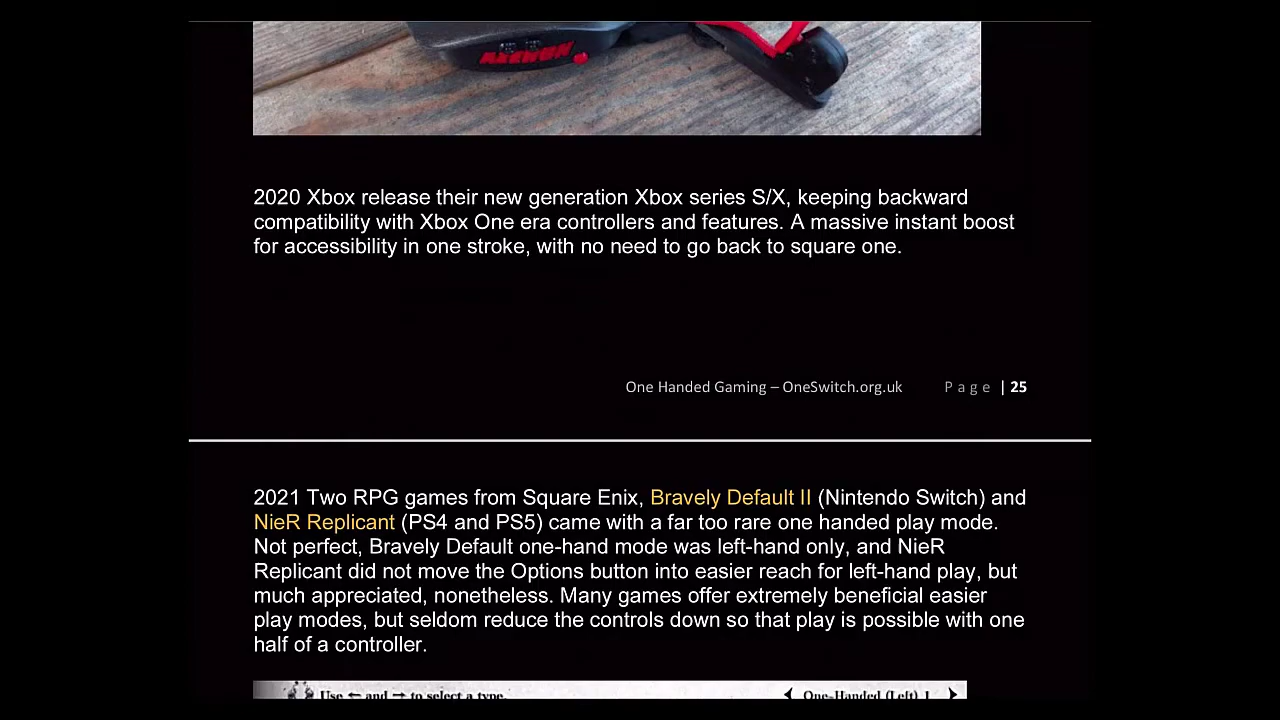 2020 Xbox release their new generation Xbox series S/X, keeping backward
compatibility with Xbox One era controllers and features. A massive instant boost
for accessibility in one stroke, with no need to go back to square one.
One Handed Gaming – OneSwitch.org.uk Page | 25
2021 Two RPG games from Square Enix, Bravely Default II (Nintendo Switch) and
NieR Replicant (PS4 and PS5) came with a far too rare one handed play mode.
Not perfect, Bravely Default one-hand mode was left-hand only, and NieR
Replicant did not move the Options button into easier reach for left-hand play, but
much appreciated, nonetheless. Many games offer extremely beneficial easier
play modes, but seldom reduce the controls down so that play is possible with one
half of a controller.
Use ← and → to select a type. One-Handed (Left) 1